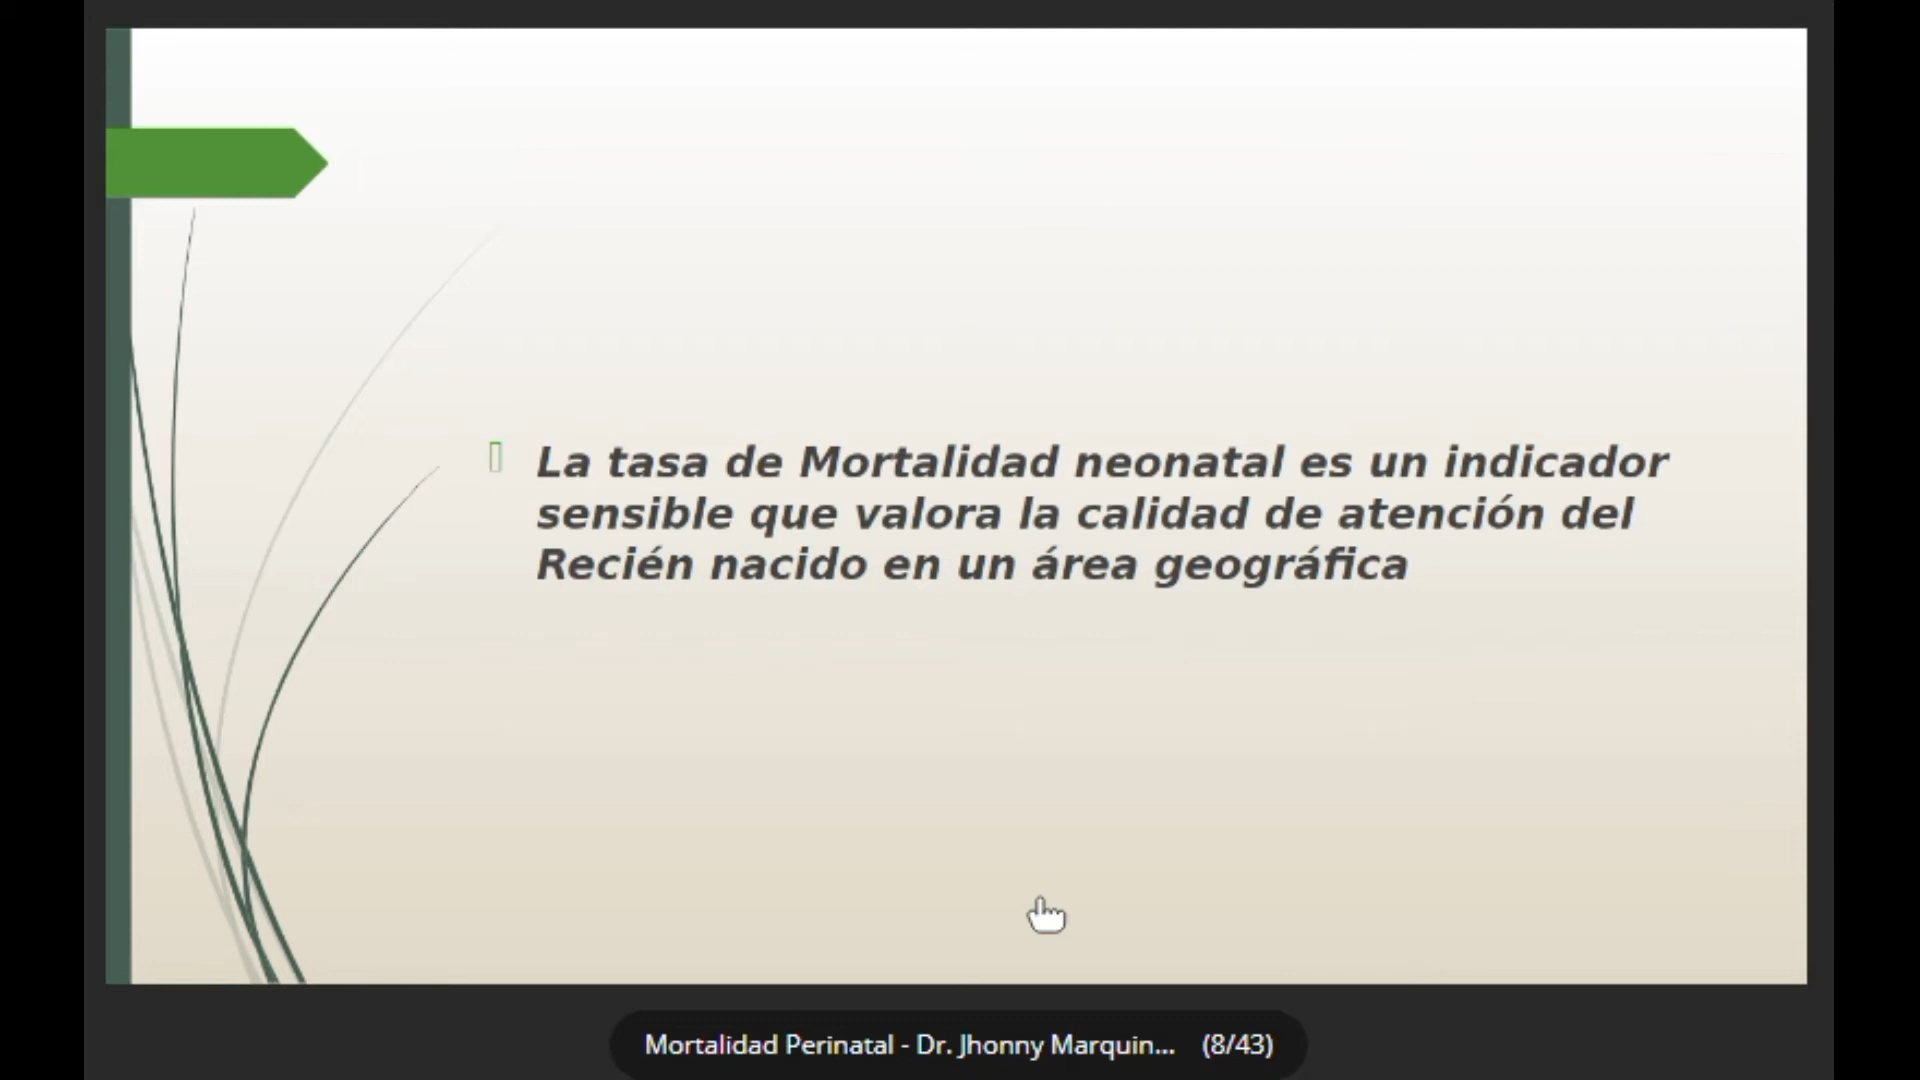 La tasa de Mortalidad neonatal es un indicador
sensible que valora la calidad de atención del
Recién nacido en un área geográfica
Mortalidad Perinatal - Dr. Jhonny Marquin... (8/43)